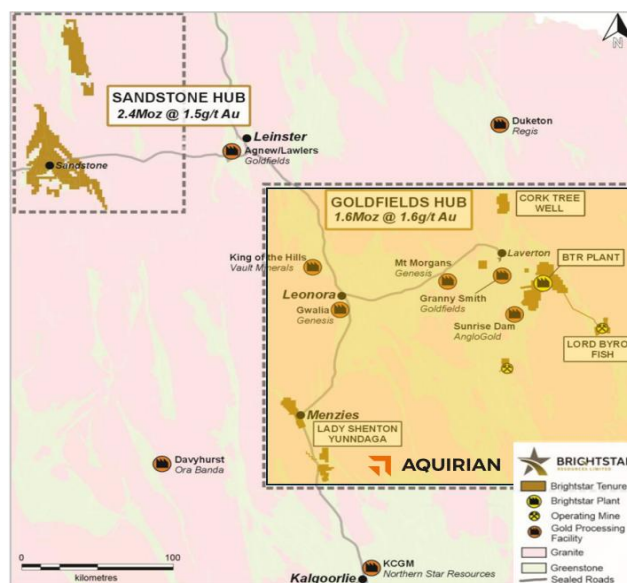 N
SANDSTONE HUB
2.4Moz @ 1.5g/t Au
Leinster
Agnew/Lawlers
Goldfields
Duketon
Regis
Sandstone
GOLDFIELDS HUB
1.6Moz @ 1.6g/t Au
CORK TREE
WELL
King of the Hills
Vault Minerals
Mt Morgans
Genesis
Laverton
BTR PLANT
Leonora
Gwalia
Genesis
Granny Smith
Goldfields
Sunrise Dam
AngloGold
LORD BYRO
FISH
Menzies
LADY SHENTON
YUNNDAGA
AQUIRIAN
Davyhurst
Ora Banda
BRIGHTSTAR
RESOURCES LIMITED
Brightstar Tenure
Brightstar Plant
Operating Mine
Gold Processing
Facility
Granite
Greenstone
Sealed Roads
0
100
kilometres
KCGM
Northern Star Resources
Kalgoorlie